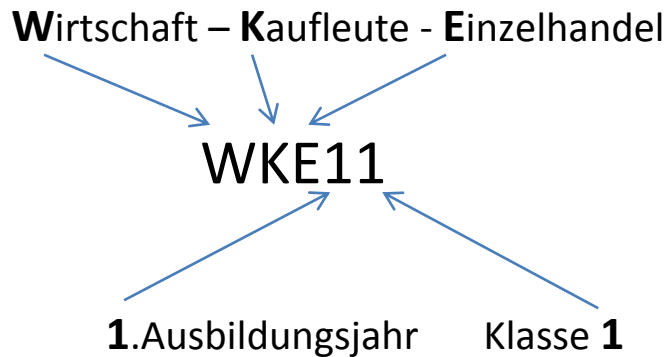 Wirtschaft – Kaufleute - Einzelhandel
WKE11
1.Ausbildungsjahr Klasse 1